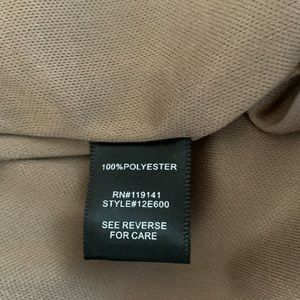 100%POLYESTER
RN#119141
STYLE#12E600
SEE REVERSE
FOR CARE